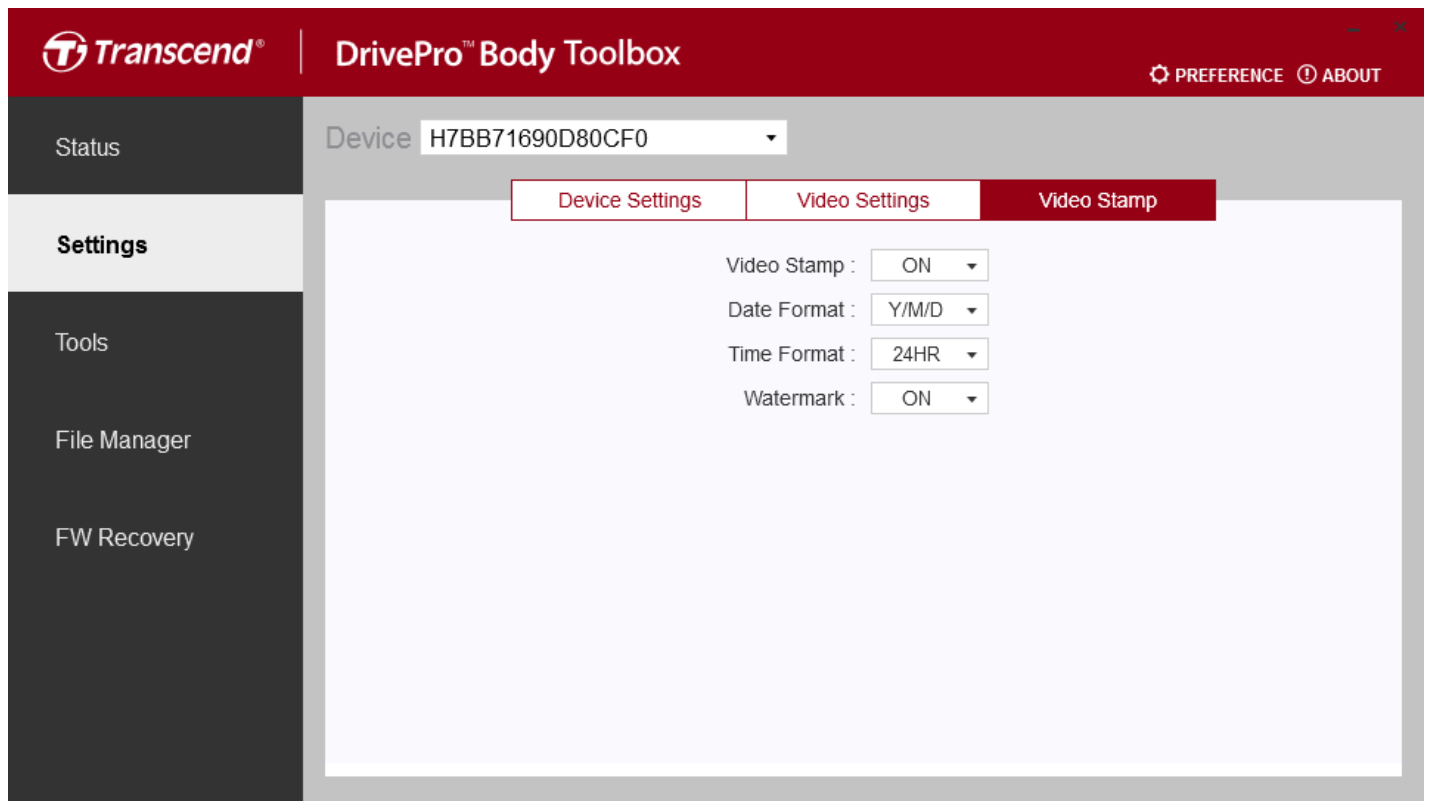 Transcend® DrivePro™ Body Toolbox
PREFERENCE ABOUT
Status
Settings
Tools
File Manager
FW Recovery
Device H7BB71690D80CF0
Device Settings Video Settings Video Stamp
Video Stamp : ON
Date Format : Y/M/D
Time Format : 24HR
Watermark : ON